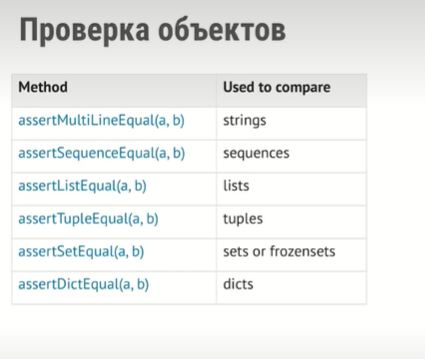 Проверка объектов
Method Used to compare
assertMultiLineEqual(a, b) strings
assertSequenceEqual(a, b) sequences
assertListEqual(a, b) lists
assertTupleEqual(a, b) tuples
assertSetEqual(a, b) sets or frozensets
assertDictEqual(a, b) dicts